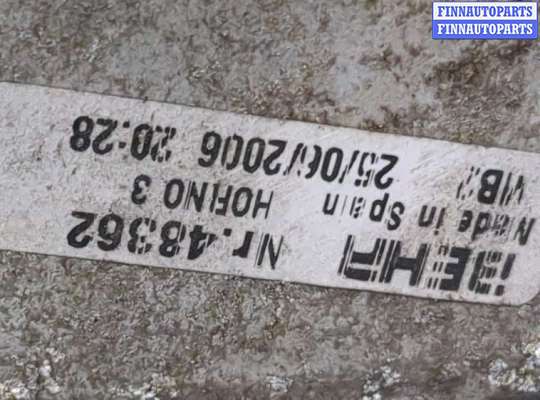 FINNAUTOPARTS
FINNAUTOPARTS
BEHR
Nr.48362
Made in Spain
HORNO 3
25/06/2006 20:28